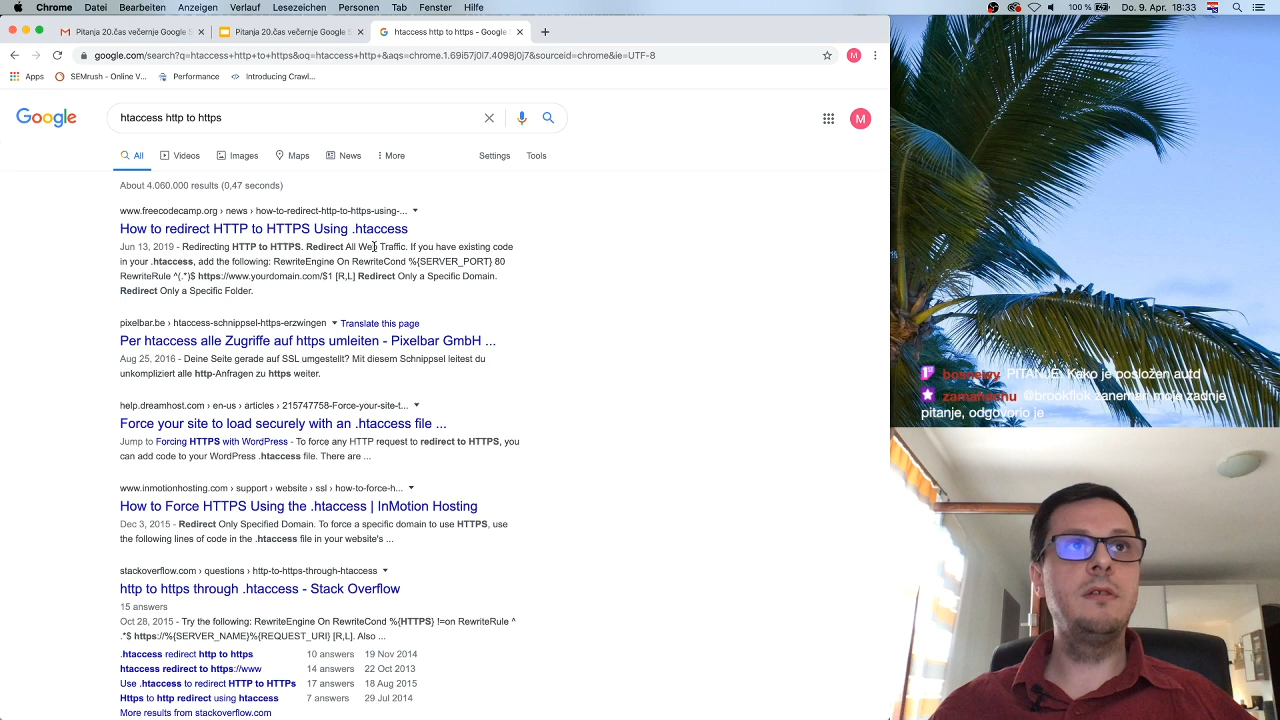 Chrome File Uredi Pogled Verlauf Lesezeichen Personen Tab Fenster Hilfe
Pitanja 20.čas večernje Google S
Pitanja 20.čas večernje Google S
htaccess http to https - Google S
google.com/search?q=htaccess+http+to+https&oq=htaccess+http+to+https&aqs=chrome.1.69i57j0l7.4098j0j7&sourceid=chrome&ie=UTF-8
M
Apps SEMrush - Online V... Performance Introducing Crawl...
Google
htaccess http to https
M
All Videos Images Maps News More Settings Tools
About 4.060.000 results (0,47 seconds)
www.freecodecamp.org › news › how-to-redirect-http-to-https-using-...
How to redirect HTTP to HTTPS Using .htaccess
Jun 13, 2019 - Redirecting HTTP to HTTPS. Redirect All Web Traffic. If you have existing code
in your .htaccess, add the following: RewriteEngine On RewriteCond %{SERVER_PORT} 80
RewriteRule ^(.*)$ https://www.yourdomain.com/$1 [R,L] Redirect Only a Specific Domain.
Redirect Only a Specific Folder.
pixelbar.be › htaccess-schnippsel-https-erzwingen Translate this page
Per htaccess alle Zugriffe auf https umleiten - Pixelbar GmbH ...
Aug 25, 2016 - Deine Seite gerade auf SSL umgestellt? Mit diesem Schnippsel leitest du
unkompliziert alle http-Anfragen zu https weiter.
help.dreamhost.com › en-us › articles › 215747758-Force-your-site-t...
Force your site to load securely with an .htaccess file ...
Jump to Forcing HTTPS with WordPress - To force any HTTP request to redirect to HTTPS, you
can add code to your WordPress .htaccess file. There are ...
www.inmotionhosting.com › support › website › ssl › how-to-force-h...
How to Force HTTPS Using the .htaccess | InMotion Hosting
Dec 3, 2015 - Redirect Only Specified Domain. To force a specific domain to use HTTPS, use
the following lines of code in the .htaccess file in your website's ...
stackoverflow.com › questions › http-to-https-through-htaccess
http to https through .htaccess - Stack Overflow
15 answers
Oct 28, 2015 - Try the following: RewriteEngine On RewriteCond %{HTTPS} !=on RewriteRule ^
.*$ https://%{SERVER_NAME}%{REQUEST_URI} [R,L]. Also ...
.htaccess redirect http to https 10 answers 19 Nov 2014
htaccess redirect to https://www 14 answers 22 Oct 2013
Use .htaccess to redirect HTTP to HTTPs 17 answers 18 Aug 2015
Https to http redirect using htaccess 7 answers 29 Jul 2014
More results from stackoverflow.com
PITANJE: Kako je posložen autd
zamandchu @brookflok zanemari moje zadnje
pitanje, odgovorio je